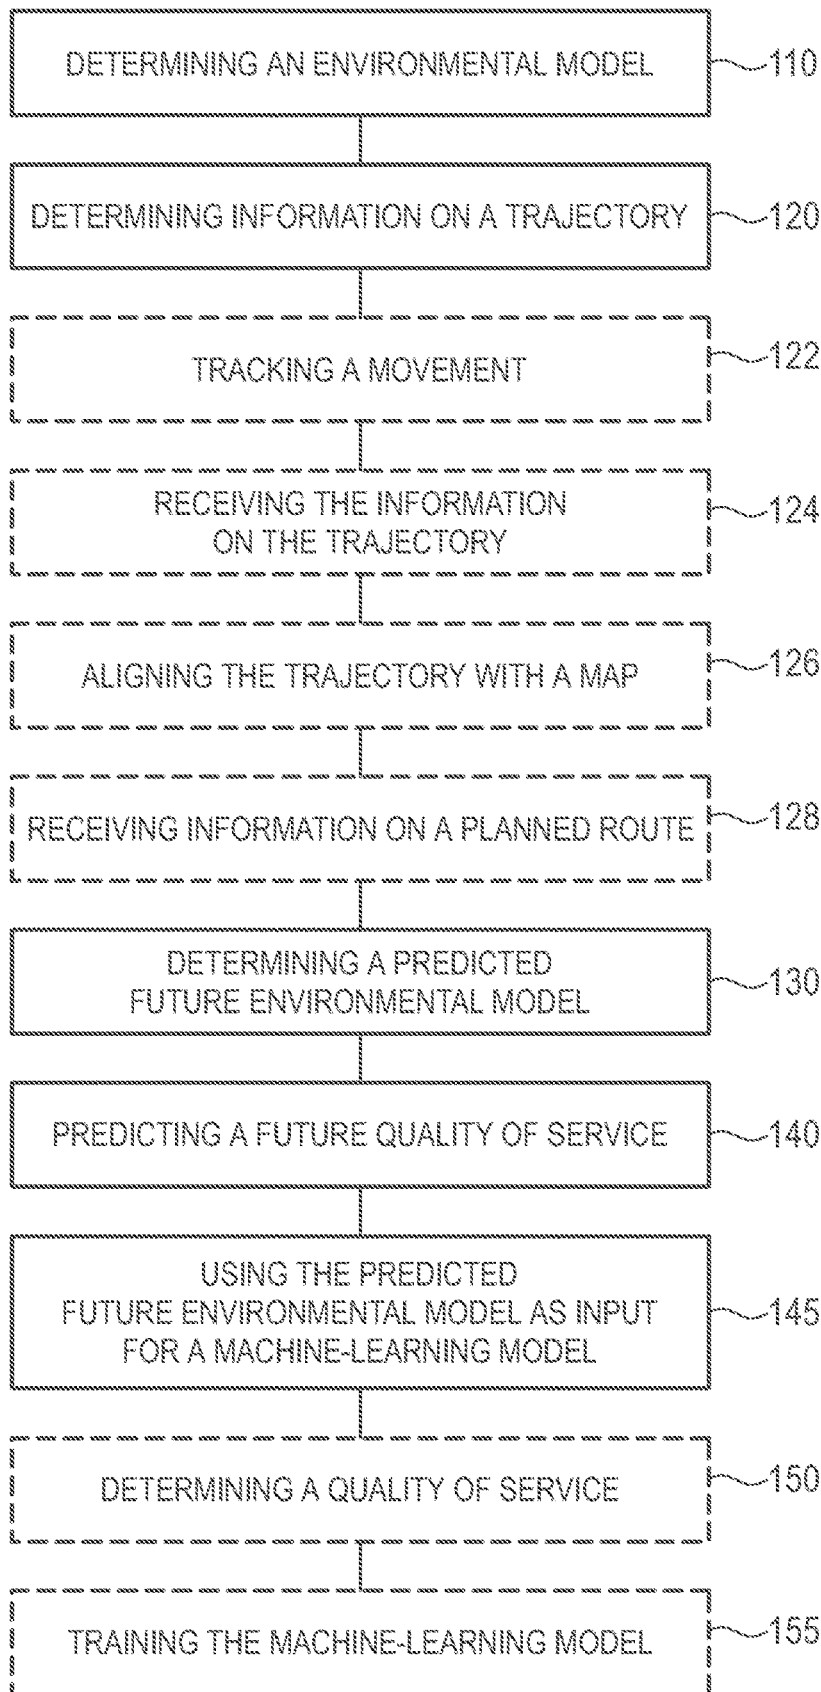 DETERMINING AN ENVIRONMENTAL MODEL
110
DETERMINING INFORMATION ON A TRAJECTORY
120
TRACKING A MOVEMENT
122
RECEIVING THE INFORMATION
ON THE TRAJECTORY
124
ALIGNING THE TRAJECTORY WITH A MAP
126
RECEIVING INFORMATION ON A PLANNED ROUTE
128
DETERMINING A PREDICTED
FUTURE ENVIRONMENTAL MODEL
130
PREDICTING A FUTURE QUALITY OF SERVICE
140
USING THE PREDICTED
FUTURE ENVIRONMENTAL MODEL AS INPUT
FOR A MACHINE-LEARNING MODEL
145
DETERMINING A QUALITY OF SERVICE
150
TRAINING THE MACHINE-LEARNING MODEL
155